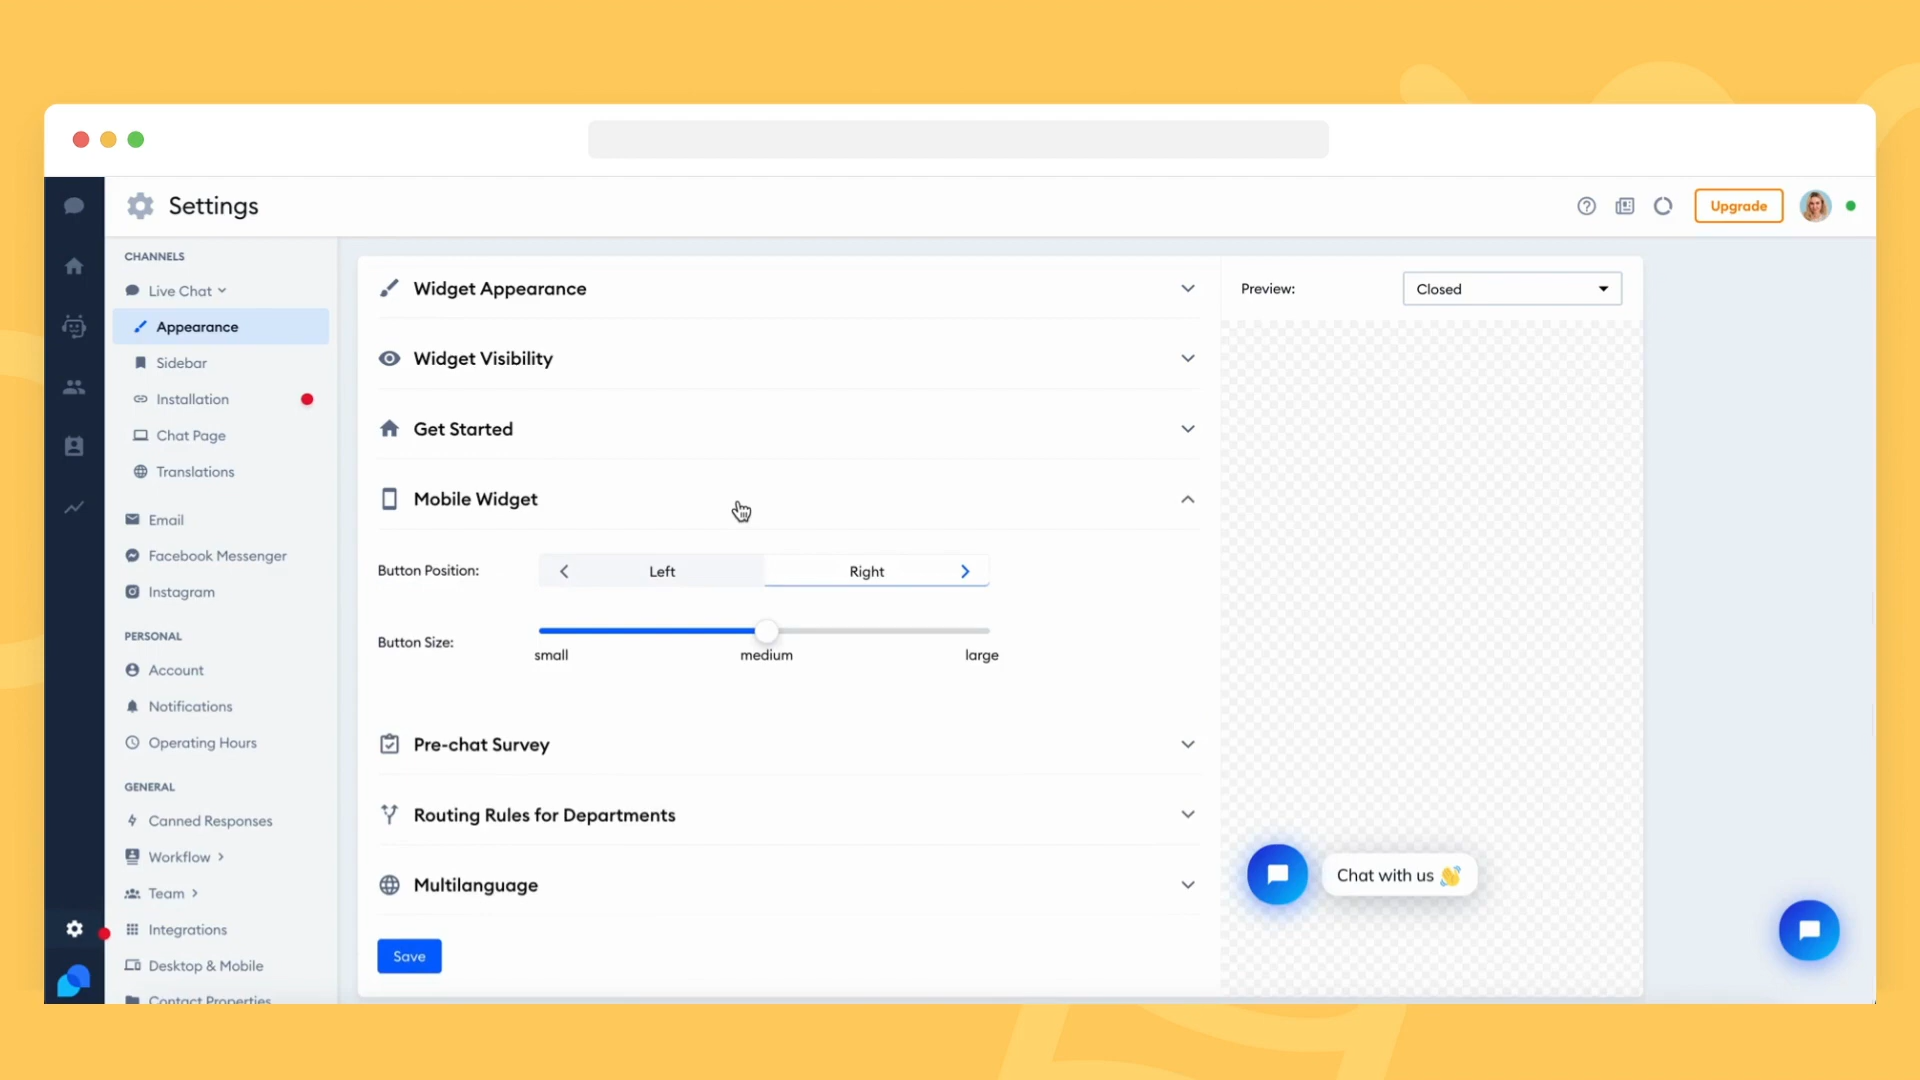 Settings
Upgrade
CHANNELS
Live Chat
Appearance
Sidebar
Installation
Chat Page
Translations
Email
Facebook Messenger
Instagram
PERSONAL
Account
Notifications
Operating Hours
GENERAL
Canned Responses
Workflow
Team
Integrations
Desktop & Mobile
Contact Properties
Widget Appearance
Widget Visibility
Get Started
Mobile Widget
Button Position:
Left
Right
Button Size:
small
medium
large
Pre-chat Survey
Routing Rules for Departments
Multilanguage
Save
Preview:
Closed
Chat with us 👋